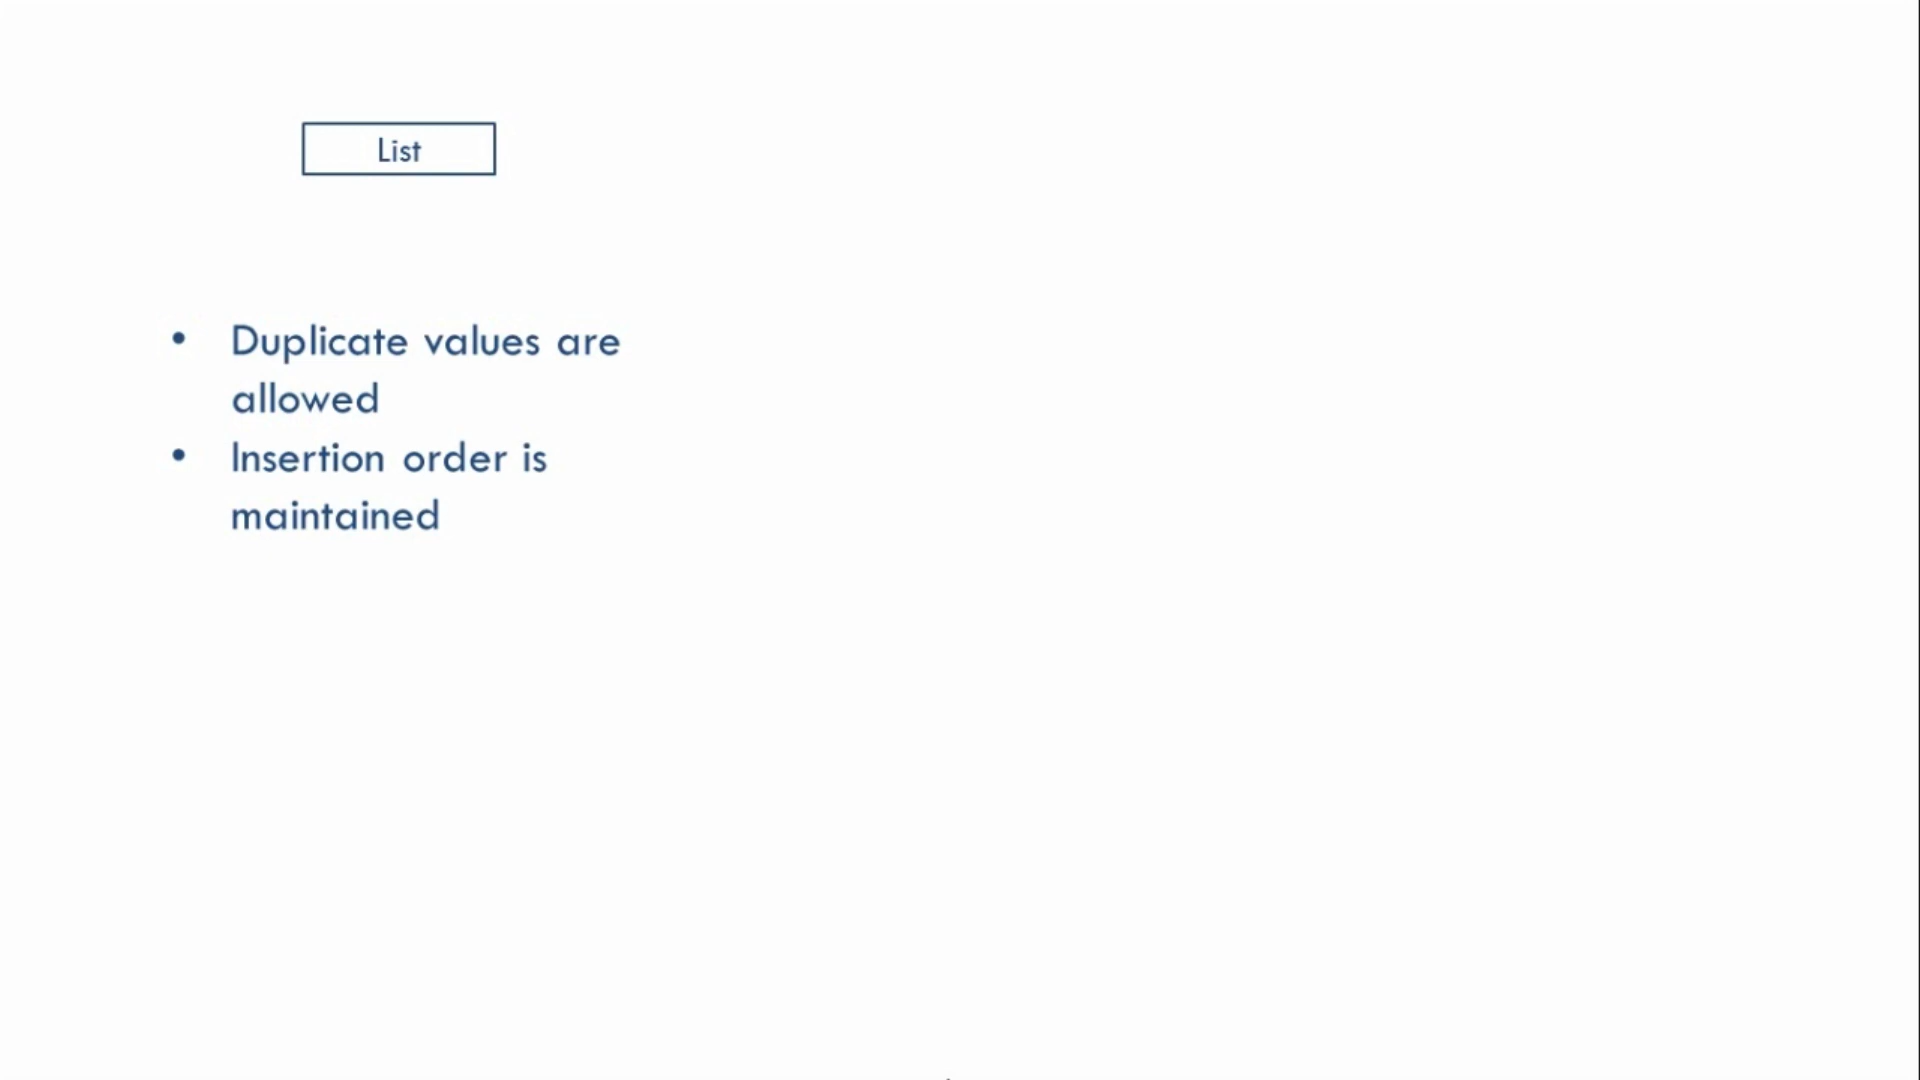 List
• Duplicate values are
allowed
• Insertion order is
maintained